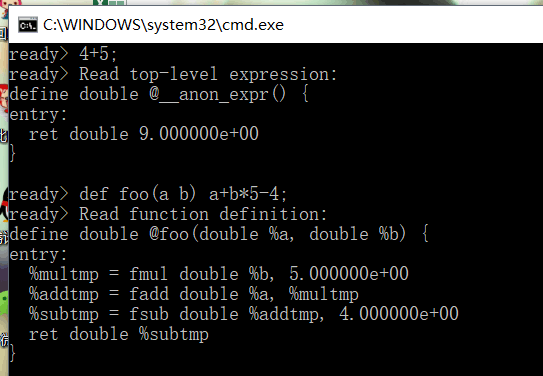 C:\WINDOWS\system32\cmd.exe
ready> 4+5;
ready> Read top-level expression:
define double @__anon_expr() {
entry:
  ret double 9.000000e+00
}
ready> def foo(a b) a+b*5-4;
ready> Read function definition:
define double @foo(double %a, double %b) {
entry:
  %multmp = fmul double %b, 5.000000e+00
  %addtmp = fadd double %a, %multmp
  %subtmp = fsub double %addtmp, 4.000000e+00
  ret double %subtmp
}